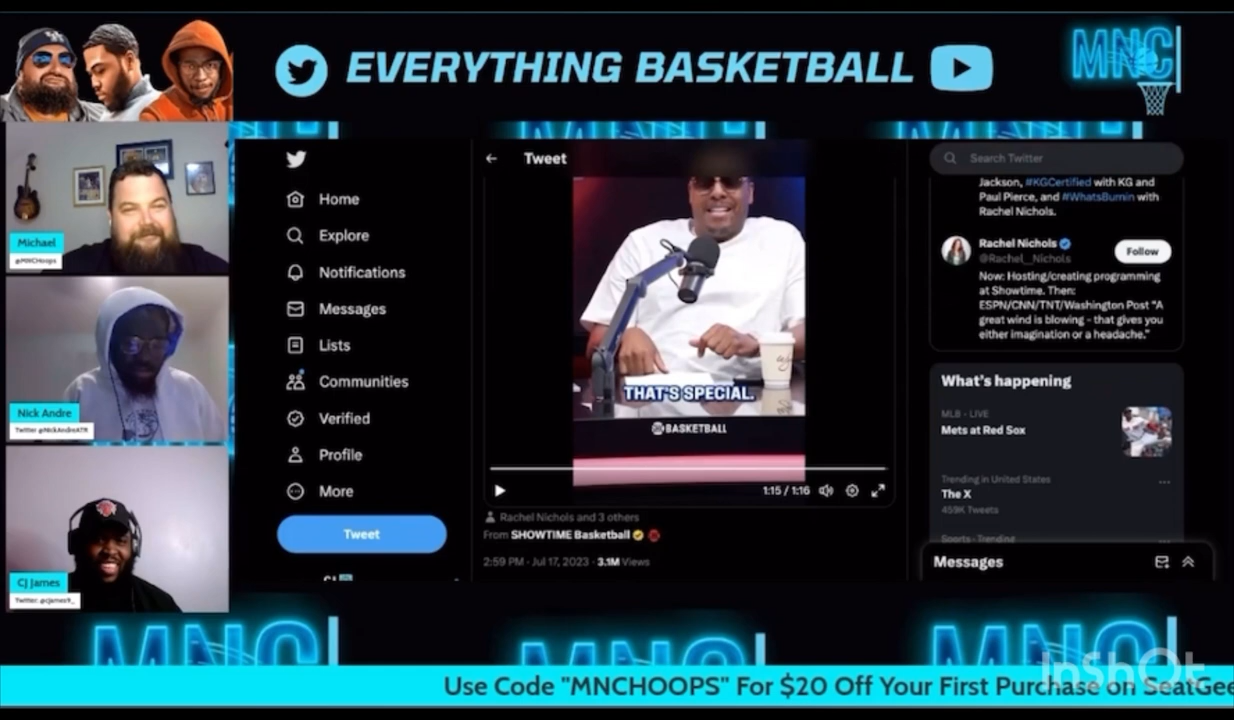 EVERYTHING BASKETBALL
MNC
Michael
@MNCHoops
Nick Andre
Twitter @NickAndreATR
CJ James
Twitter: @cjames9_
Home
Explore
Notifications
Messages
Lists
Communities
Verified
Profile
More
Tweet
Tweet
THAT'S SPECIAL.
BASKETBALL
1:15 / 1:16
Rachel Nichols and 3 others
From SHOWTIME Basketball
2:59 PM · Jul 17, 2023 · 3.1M Views
Search Twitter
Jackson, #KGCertified with KG and
Paul Pierce, and #WhatsBurnin with
Rachel Nichols.
Rachel Nichols
@Rachel__Nichols
Follow
Now: Hosting/creating programming
at Showtime. Then:
ESPN/CNN/TNT/Washington Post "A
great wind is blowing - that gives you
either imagination or a headache."
What's happening
MLB · LIVE
Mets at Red Sox
Trending in United States
The X
459K Tweets
Sports · Trending
Messages
MNC
MNC
MNC
Use Code "MNCHOOPS" For $20 Off Your First Purchase on SeatGee
InShOt